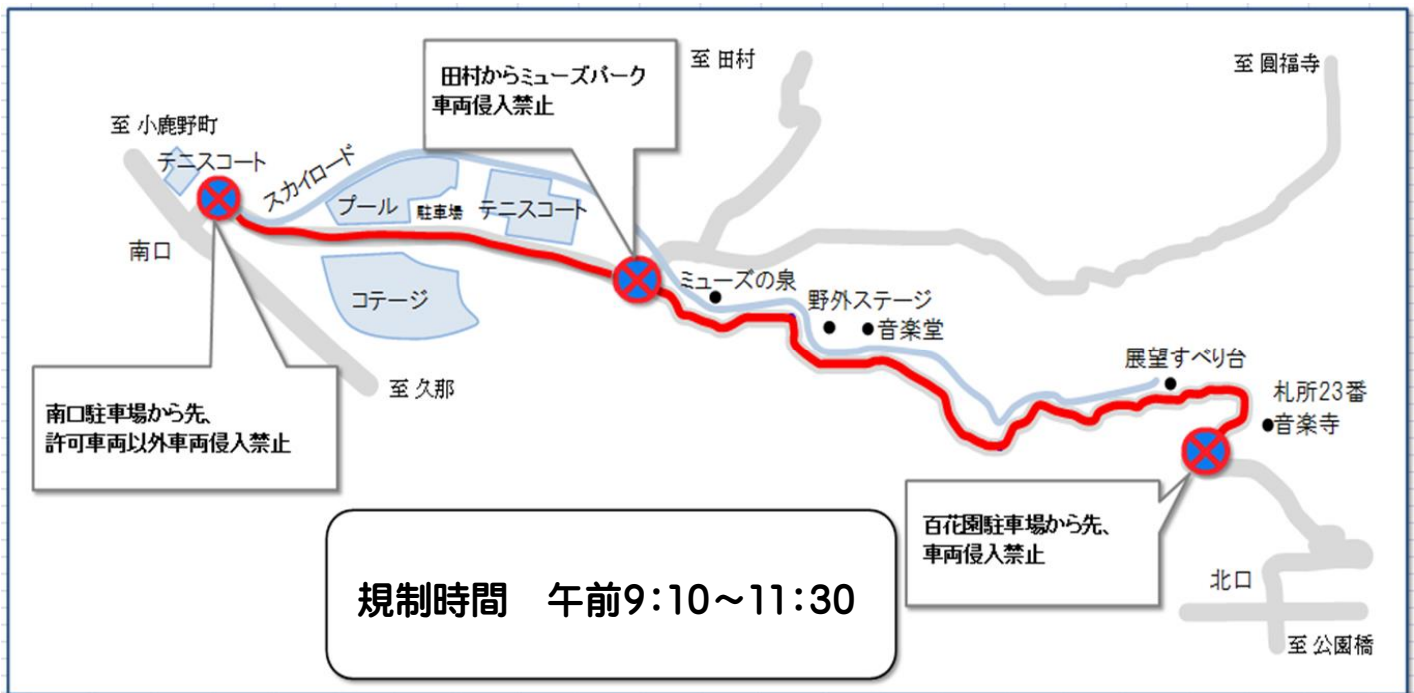 田村からミューズパーク
車両侵入禁止
至 田村
至 圓福寺
至 小鹿野町
テニスコート
スカイロード
プール
駐車場
テニスコート
南口
コテージ
ミューズの泉
野外ステージ
音楽堂
至 久那
展望すべり台
札所23番
音楽寺
南口駐車場から先、
許可車両以外車両侵入禁止
百花園駐車場から先、
車両侵入禁止
規制時間　午前9:10～11:30
北口
至 公園橋